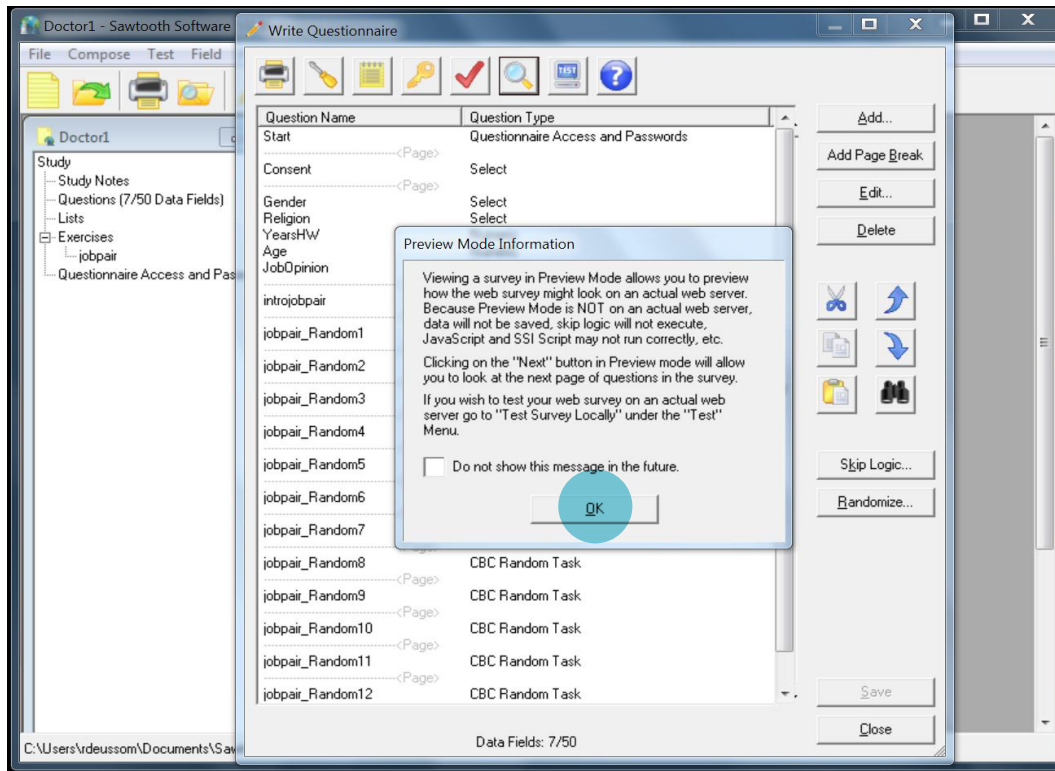 Doctor1 - Sawtooth Software
Write Questionnaire
File Compose Test Field
TEST
Doctor1
Study
Study Notes
Questions (7/50 Data Fields)
Lists
Exercises
jobpair
Questionnaire Access and Pas
Question Name Question Type
Start Questionnaire Access and Passwords
<Page>
Consent Select
<Page>
Gender Select
Religion Select
YearsHW
Age
JobOpinion
introjobpair
jobpair_Random1
jobpair_Random2
jobpair_Random3
jobpair_Random4
jobpair_Random5
jobpair_Random6
jobpair_Random7
jobpair_Random8 CBC Random Task
<Page>
jobpair_Random9 CBC Random Task
<Page>
jobpair_Random10 CBC Random Task
<Page>
jobpair_Random11 CBC Random Task
<Page>
jobpair_Random12 CBC Random Task
Data Fields: 7/50
Preview Mode Information
Viewing a survey in Preview Mode allows you to preview
how the web survey might look on an actual web server.
Because Preview Mode is NOT on an actual web server,
data will not be saved, skip logic will not execute,
JavaScript and SSI Script may not run correctly, etc.
Clicking on the "Next" button in Preview mode will allow
you to look at the next page of questions in the survey.
If you wish to test your web survey on an actual web
server go to "Test Survey Locally" under the "Test"
Menu.
Do not show this message in the future.
OK
Add...
Add Page Break
Edit...
Delete
Skip Logic...
Randomize...
Save
Close
C:\Users\rdeussom\Documents\Saw